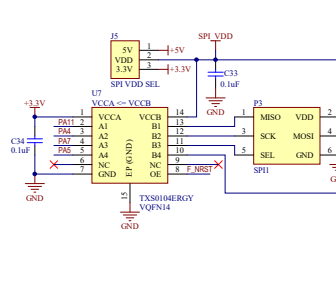 J5
SPI_VDD
5V 1 +5V
VDD 2
3.3V 3 +3.3V
SPI VDD SEL
C33
0.1uF
GND
U7
VCCA <= VCCB
+3.3V
1 VCCA VCCB 14
PA11 2 A1 B1 13
PA4 3 A2 B2 12
PA7 4 A3 B3 11
PA5 5 A4 B4 10
6 NC NC 9
7 GND OE 8 F_NRST
EP (GND)
15
C34
0.1uF
GND
GND
TXS0104ERGY
VQFN14
P3
1 MISO VDD 2
3 SCK MOSI 4
5 SEL GND 6
SPI1